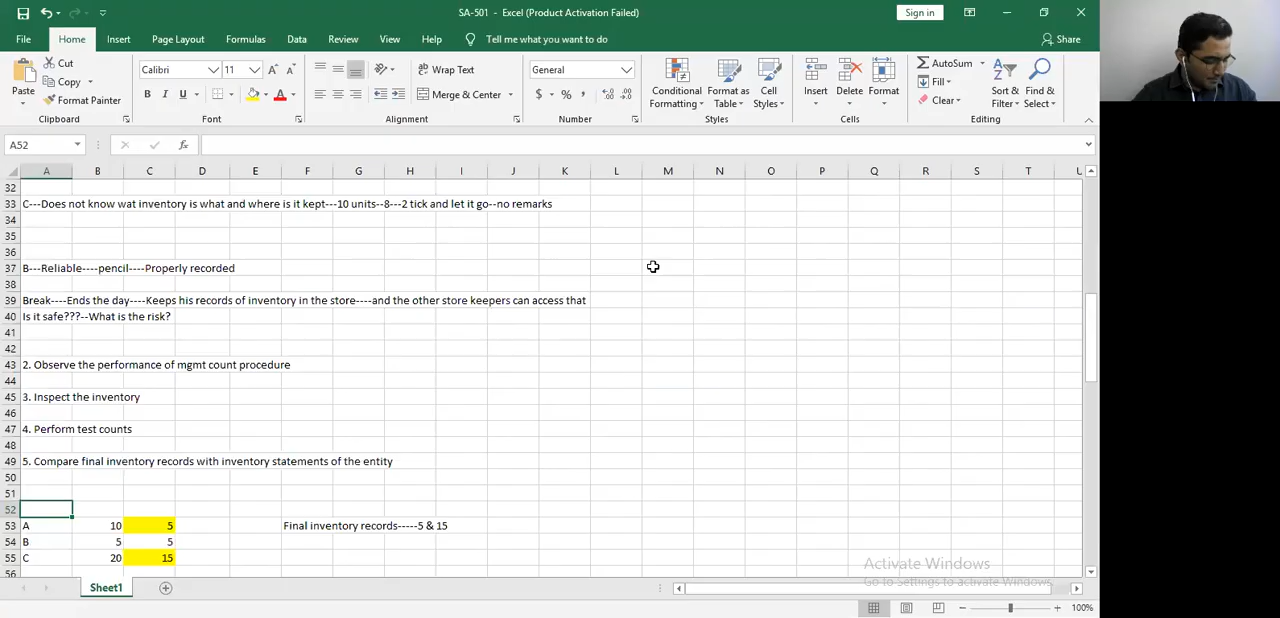 SA-501 - Excel (Product Activation Failed)
Sign in
File Home Insert Page Layout Formulas Data Review View Help Tell me what you want to do
Share
Paste
Cut
Copy
Format Painter
Clipboard
Calibri 11
B I U
Font
Wrap Text
Merge & Center
Alignment
General
$ %
Number
Conditional Formatting
Format as Table
Cell Styles
Styles
Insert Delete Format
Cells
AutoSum
Fill
Clear
Sort & Filter
Find & Select
Editing
A52
fx
A B C D E F G H I J K L M N O P Q R S T U
32
33 C---Does not know wat inventory is what and where is it kept---10 units--8---2 tick and let it go--no remarks
34
35
36
37 B---Reliable----pencil----Properly recorded
38
39 Break----Ends the day----Keeps his records of inventory in the store----and the other store keepers can access that
40 Is it safe???--What is the risk?
41
42
43 2. Observe the performance of mgmt count procedure
44
45 3. Inspect the inventory
46
47 4. Perform test counts
48
49 5. Compare final inventory records with inventory statements of the entity
50
51
52
53 A 10 5 Final inventory records-----5 & 15
54 B 5 5
55 C 20 15
56
Activate Windows
Go to Settings to activate Windows.
Sheet1
100%